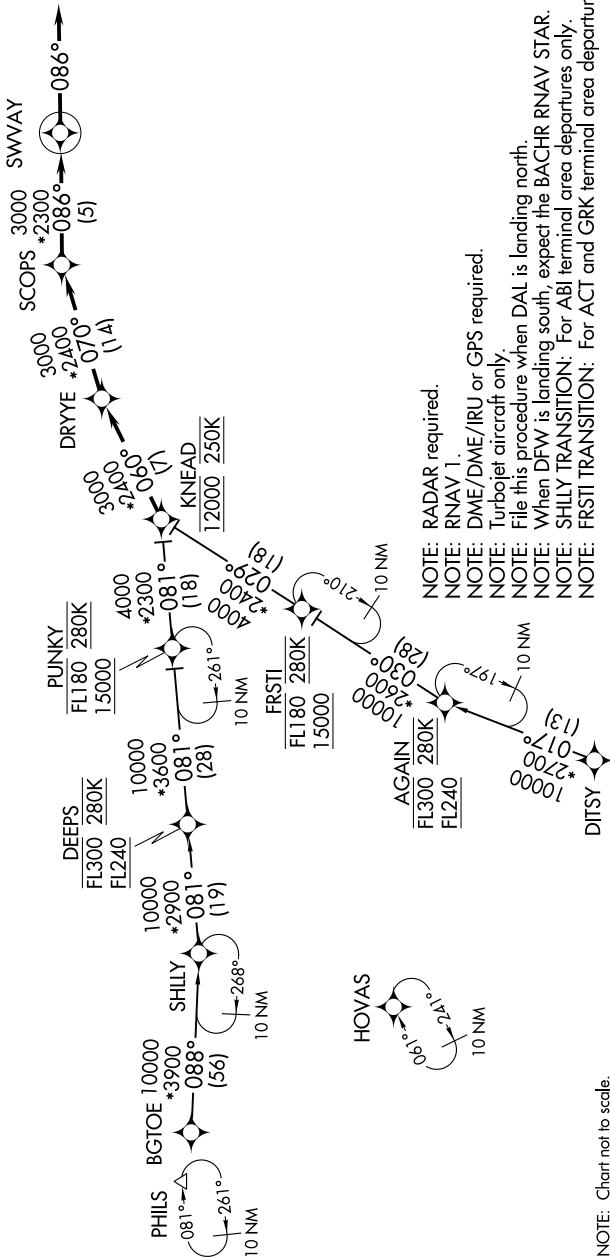 SWVAY
086°
SCOPS
3000
*2300
086°
(5)
3000
*2400
070°
(14)
DRYYE
3000
*2400
060°
(7)
KNEAD
12000 250K
PUNKY
FL180 280K
15000
4000
*2300
081°
(18)
261°
10 NM
4000
*2400
029°
(18)
FRSTI
FL180 280K
15000
210°
10 NM
DEEPS
FL300 280K
FL240
10000
*3600
081°
(28)
10000
*2600
030°
(28)
AGAIN
FL300 280K
FL240
197°
10 NM
10000
*2900
081°
(19)
SHLLY
268°
10 NM
10000
*2700
017°
(13)
DITSY
BGTOE
10000
*3900
088°
(56)
PHILS
081°
261°
10 NM
HOVAS
061°
241°
10 NM
NOTE: RADAR required.
NOTE: RNAV 1.
NOTE: DME/DME/IRU or GPS required.
NOTE: Turbojet aircraft only.
NOTE: File this procedure when DAL is landing north.
NOTE: When DFW is landing south, expect the BACHR RNAV STAR.
NOTE: SHLLY TRANSITION: For ABI terminal area departures only.
NOTE: FRSTI TRANSITION: For ACT and GRK terminal area
NOTE: Chart not to scale.